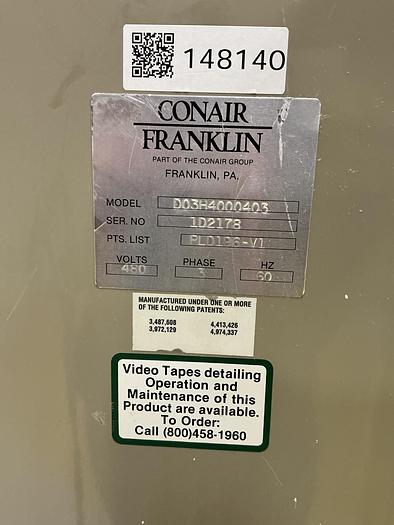 148140
CONAIR
FRANKLIN
PART OF THE CONAIR GROUP
FRANKLIN, PA.
MODEL D03H4000403
SER. NO 1D2178
PTS. LIST PLD196-V1
VOLTS PHASE HZ
480 3 60
MANUFACTURED UNDER ONE OR MORE
OF THE FOLLOWING PATENTS:
3,487,608 4,413,426
3,972,129 4,974,337
Video Tapes detailing
Operation and
Maintenance of this
Product are available.
To Order:
Call (800)458-1960